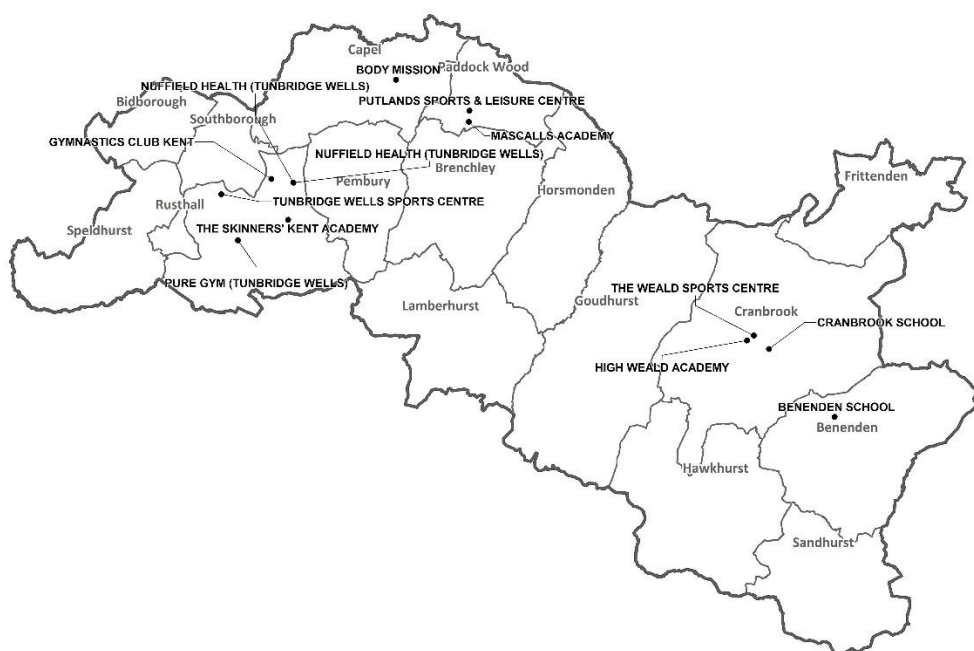 Capel
BODY MISSION
Paddock Wood
NUFFIELD HEALTH (TUNBRIDGE WELLS)
Bidborough
PUTLANDS SPORTS & LEISURE CENTRE
Southborough
MASCALLS ACADEMY
GYMNASTICS CLUB KENT
NUFFIELD HEALTH (TUNBRIDGE WELLS)
Brenchley
Frittenden
Pembury
Horsmonden
Rusthall
TUNBRIDGE WELLS SPORTS CENTRE
Speldhurst
THE SKINNERS' KENT ACADEMY
PURE GYM (TUNBRIDGE WELLS)
THE WEALD SPORTS CENTRE
Lamberhurst
Goudhurst
Cranbrook
CRANBROOK SCHOOL
HIGH WEALD ACADEMY
BENENDEN SCHOOL
Benenden
Hawkhurst
Sandhurst